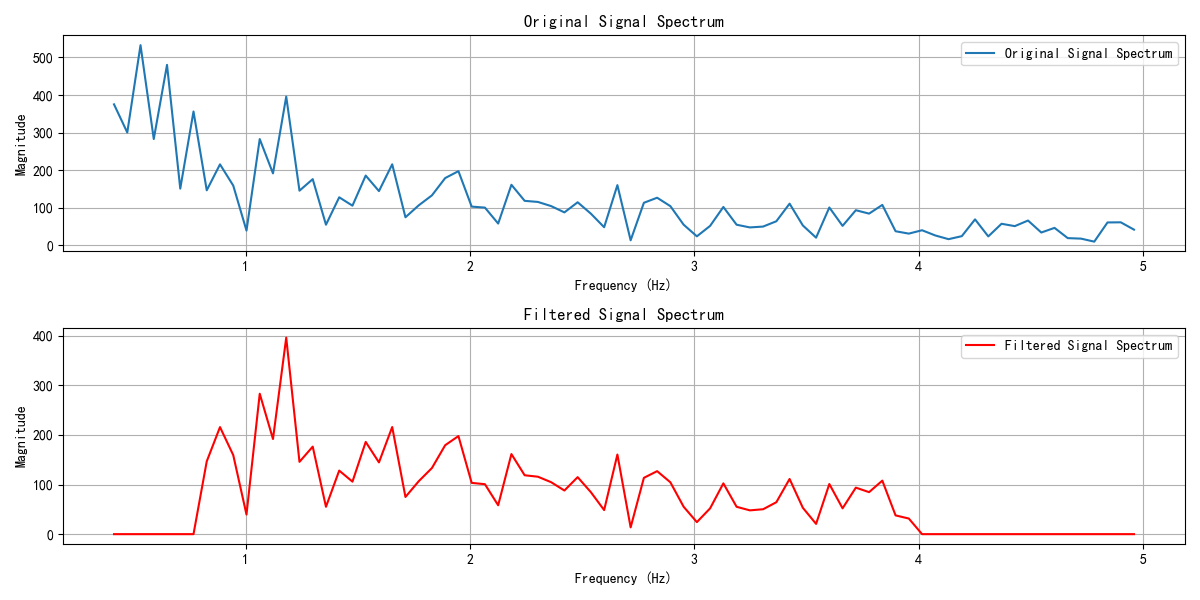 Original Signal Spectrum
500
400
300
200
100
0
Magnitude
Original Signal Spectrum
1 2 3 4 5
Frequency (Hz)
Filtered Signal Spectrum
400
300
200
100
0
Magnitude
Filtered Signal Spectrum
1 2 3 4 5
Frequency (Hz)